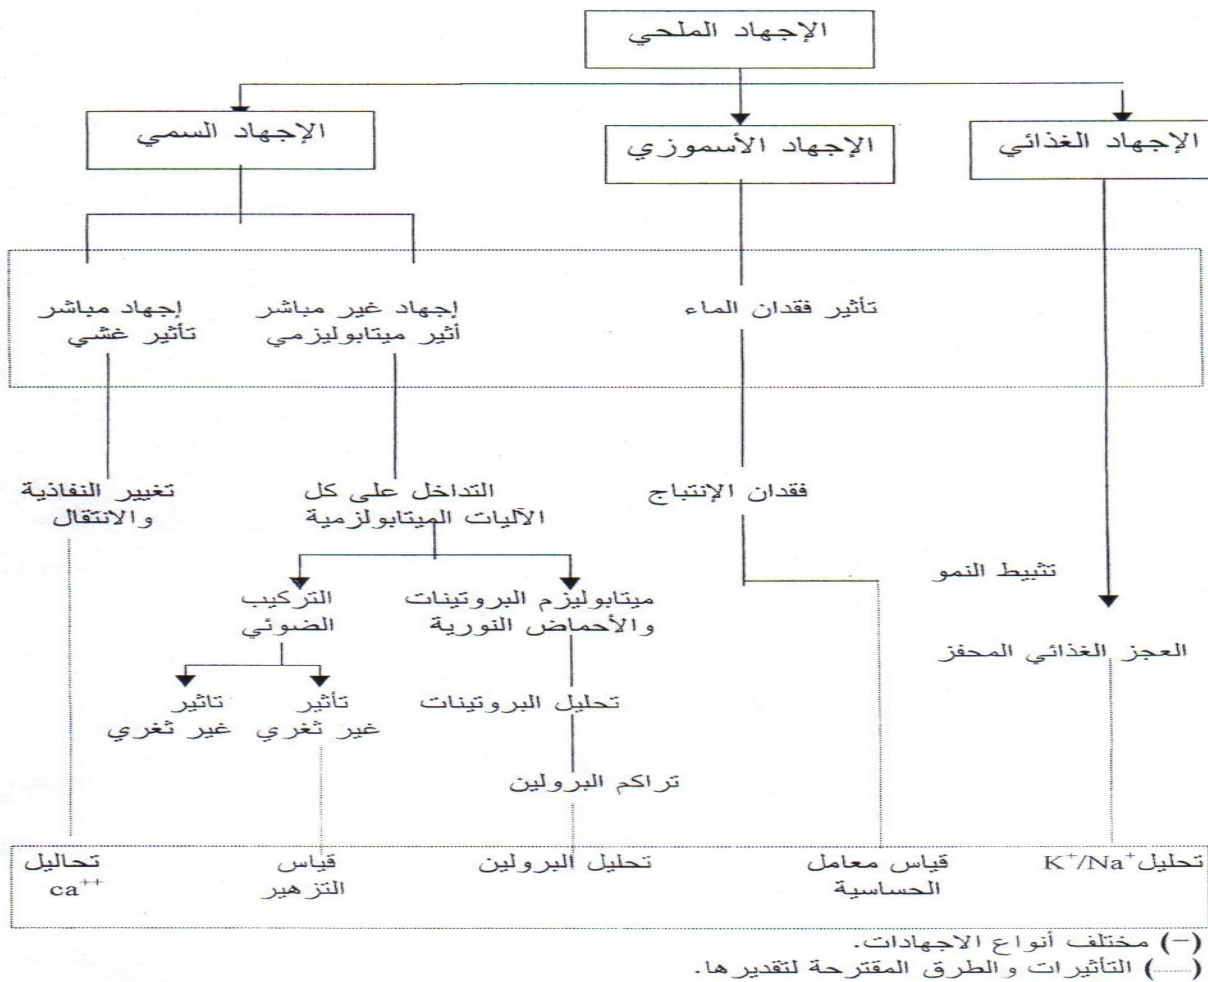 الإجهاد الملحي
الإجهاد الغذائي
الإجهاد الأسموزي
الإجهاد السمي
تأثير فقدان الماء
إجهاد غير مباشر
أثير ميتابوليزمي
إجهاد مباشر
تأثير غشي
فقدان الإنتباج
التداخل على كل
الآليات الميتابولزمية
تغيير النفاذية
والانتقال
تثبيط النمو
العجز الغذائي المحفز
ميتابوليزم البروتينات
والأحماض النورية
التركيب
الضوئي
تحليل البروتينات
تأثير
غير ثغري
تاثير
غير ثغري
تراكم البرولين
تحليل K⁺/Na⁺
قياس معامل
الحساسية
تحليل البرولين
قياس
التزهير
تحاليل
ca⁺⁺
(–) مختلف أنواع الاجهادات.
(......) التأثيرات والطرق المقترحة لتقديرها.